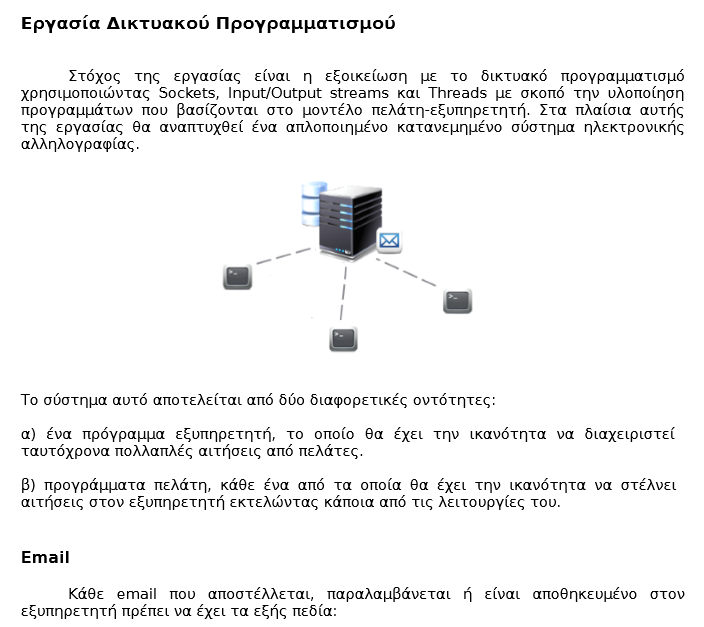 Εργασία Δικτυακού Προγραμματισμού
Στόχος της εργασίας είναι η εξοικείωση με το δικτυακό προγραμματισμό
χρησιμοποιώντας Sockets, Input/Output streams και Threads με σκοπό την υλοποίηση
προγραμμάτων που βασίζονται στο μοντέλο πελάτη-εξυπηρετητή. Στα πλαίσια αυτής
της εργασίας θα αναπτυχθεί ένα απλοποιημένο κατανεμημένο σύστημα ηλεκτρονικής
αλληλογραφίας.
Το σύστημα αυτό αποτελείται από δύο διαφορετικές οντότητες:
α) ένα πρόγραμμα εξυπηρετητή, το οποίο θα έχει την ικανότητα να διαχειριστεί
ταυτόχρονα πολλαπλές αιτήσεις από πελάτες.
β) προγράμματα πελάτη, κάθε ένα από τα οποία θα έχει την ικανότητα να στέλνει
αιτήσεις στον εξυπηρετητή εκτελώντας κάποια από τις λειτουργίες του.
Email
Κάθε email που αποστέλλεται, παραλαμβάνεται ή είναι αποθηκευμένο στον
εξυπηρετητή πρέπει να έχει τα εξής πεδία: